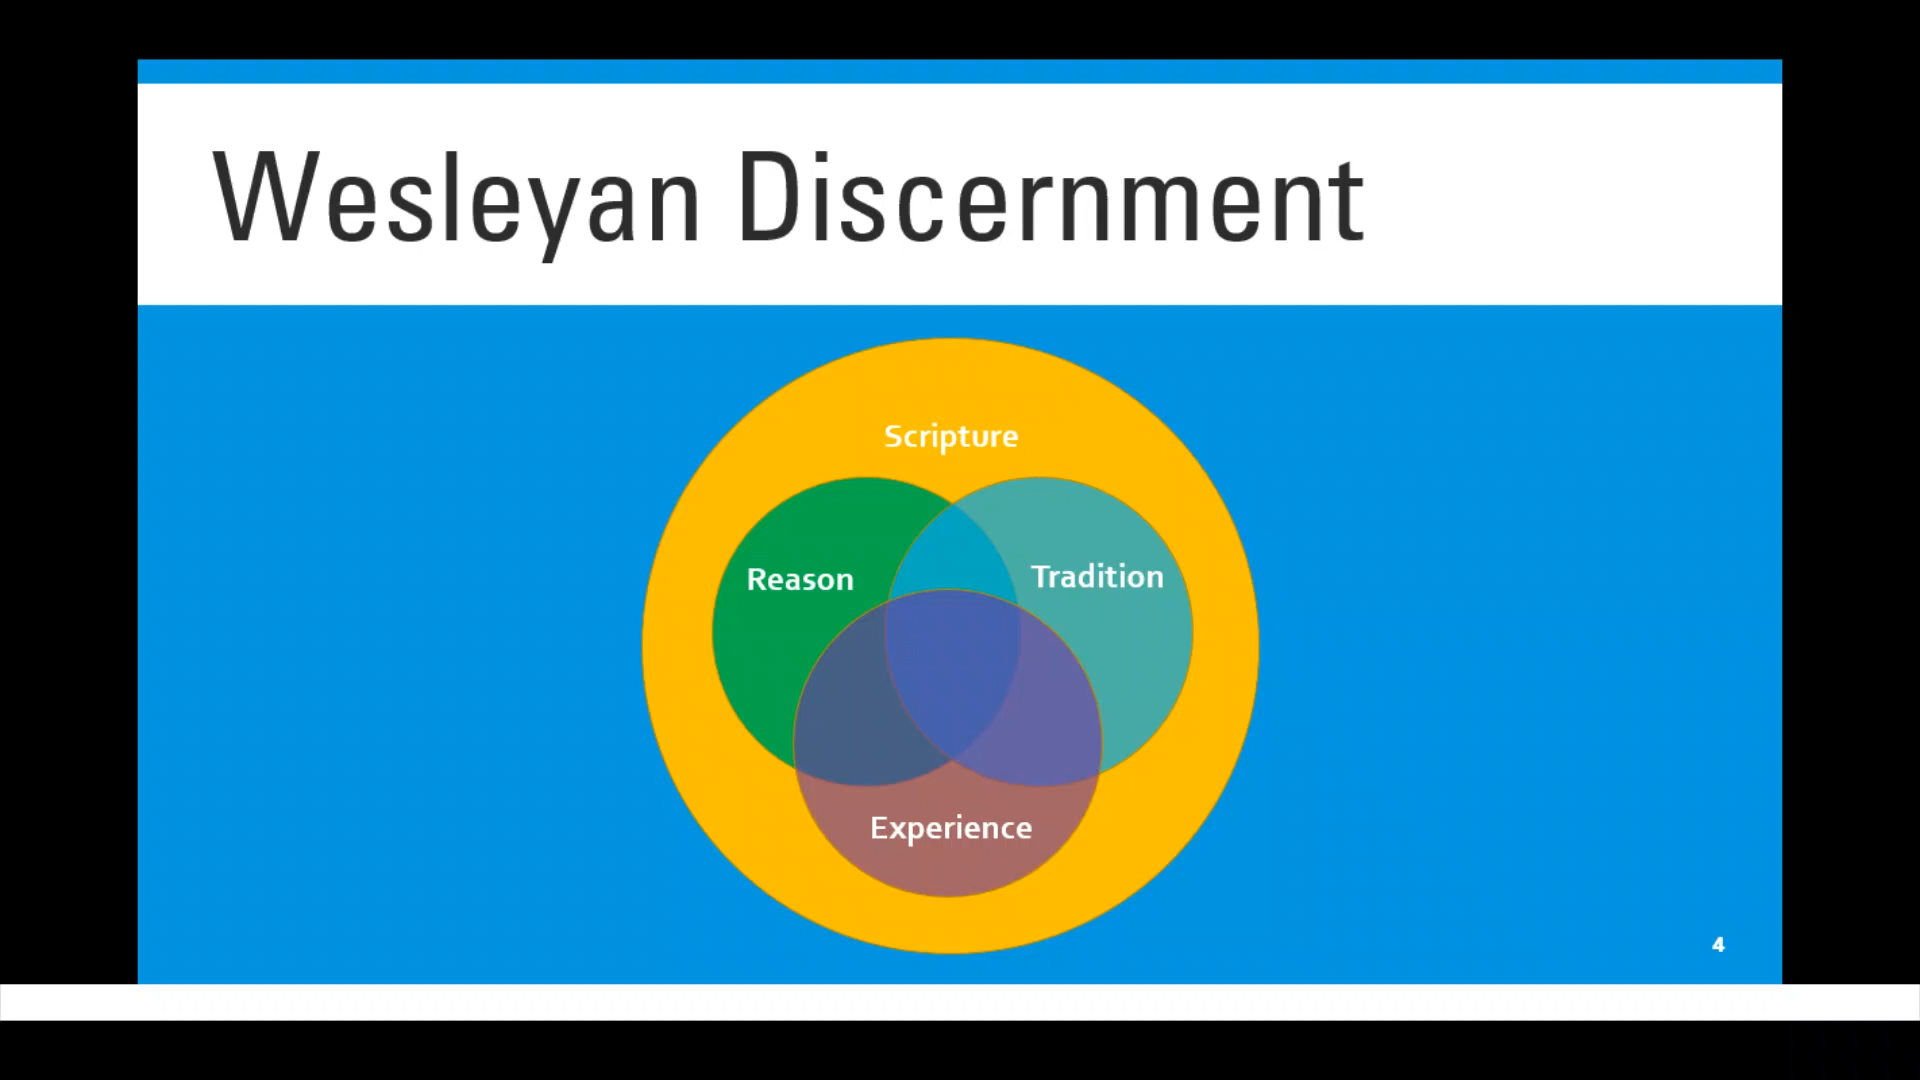 Wesleyan Discernment
Scripture
Reason
Tradition
Experience
4